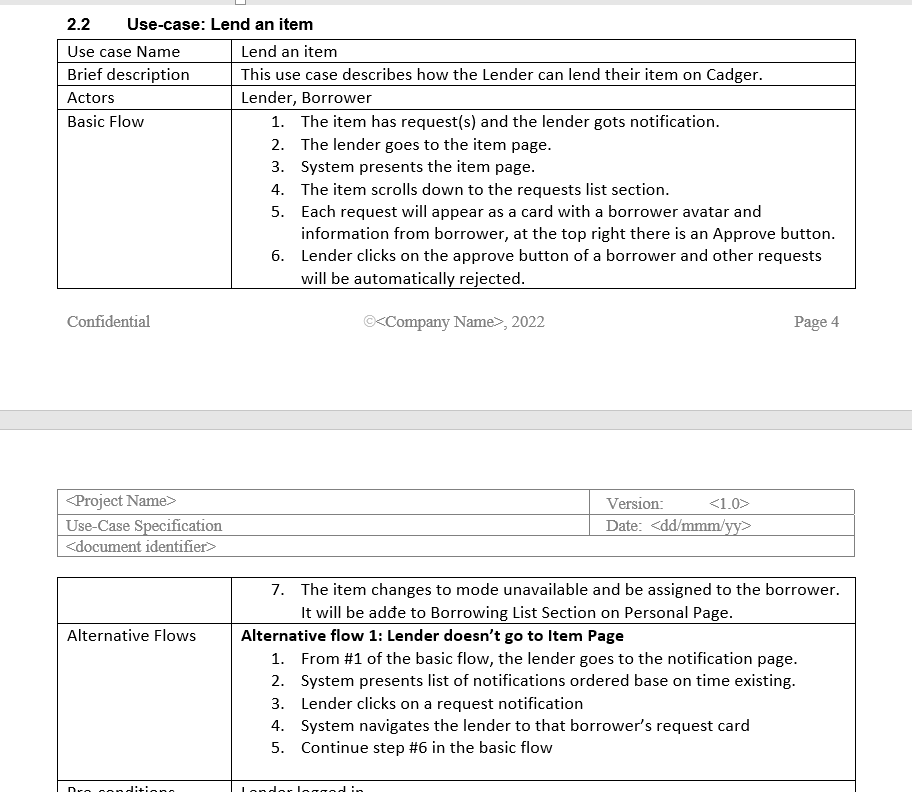 2.2 Use-case: Lend an item
Use case Name Lend an item
Brief description This use case describes how the Lender can lend their item on Cadger.
Actors Lender, Borrower
Basic Flow 1. The item has request(s) and the lender gots notification.
2. The lender goes to the item page.
3. System presents the item page.
4. The item scrolls down to the requests list section.
5. Each request will appear as a card with a borrower avatar and
information from borrower, at the top right there is an Approve button.
6. Lender clicks on the approve button of a borrower and other requests
will be automatically rejected.
Confidential ©<Company Name>, 2022 Page 4
<Project Name> Version: <1.0>
Use-Case Specification Date: <dd/mmm/yy>
<document identifier>
7. The item changes to mode unavailable and be assigned to the borrower.
It will be adđe to Borrowing List Section on Personal Page.
Alternative Flows Alternative flow 1: Lender doesn’t go to Item Page
1. From #1 of the basic flow, the lender goes to the notification page.
2. System presents list of notifications ordered base on time existing.
3. Lender clicks on a request notification
4. System navigates the lender to that borrower’s request card
5. Continue step #6 in the basic flow
Pre-conditions Lender logged in